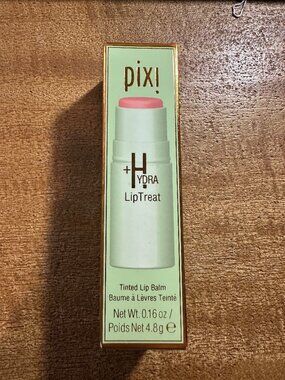 pixi
+HYDRA
LipTreat
Tinted Lip Balm
Baume à Lèvres Teinté
Net Wt. 0.16 oz /
Poids Net 4.8g ℮